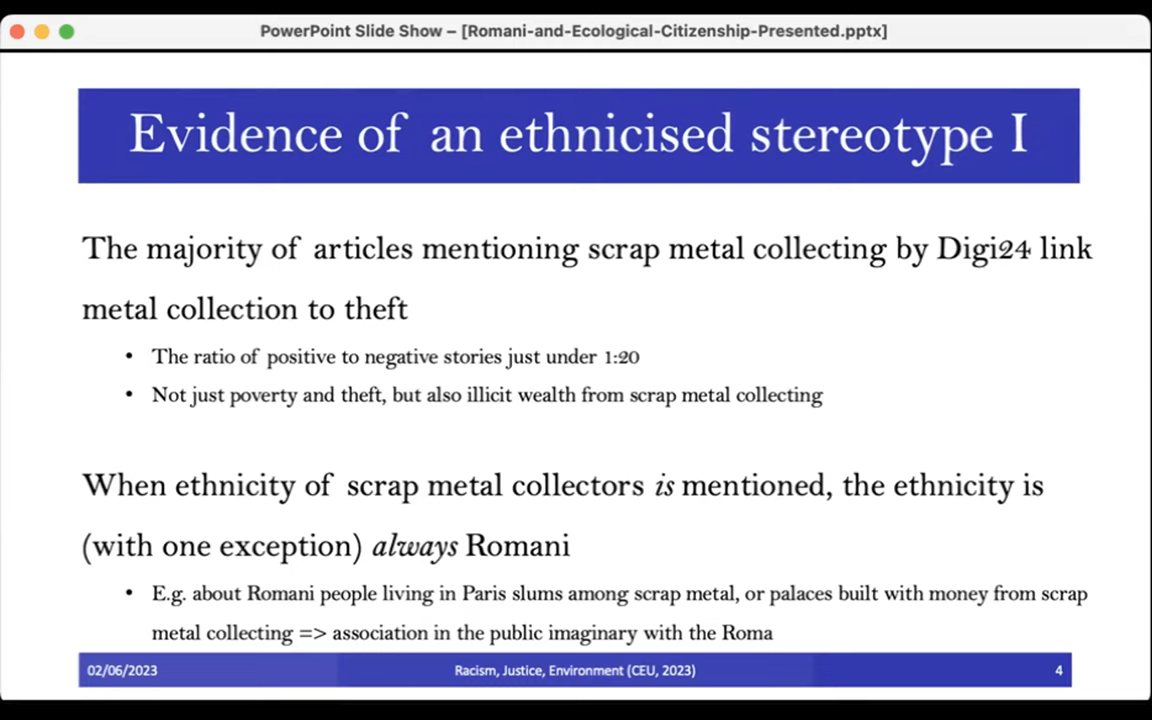 PowerPoint Slide Show – [Romani-and-Ecological-Citizenship-Presented.pptx]
Evidence of an ethnicised stereotype I
The majority of articles mentioning scrap metal collecting by Digi24 link
metal collection to theft
• The ratio of positive to negative stories just under 1:20
• Not just poverty and theft, but also illicit wealth from scrap metal collecting
When ethnicity of scrap metal collectors is mentioned, the ethnicity is
(with one exception) always Romani
• E.g. about Romani people living in Paris slums among scrap metal, or palaces built with money from scrap
metal collecting => association in the public imaginary with the Roma
02/06/2023 Racism, Justice, Environment (CEU, 2023) 4